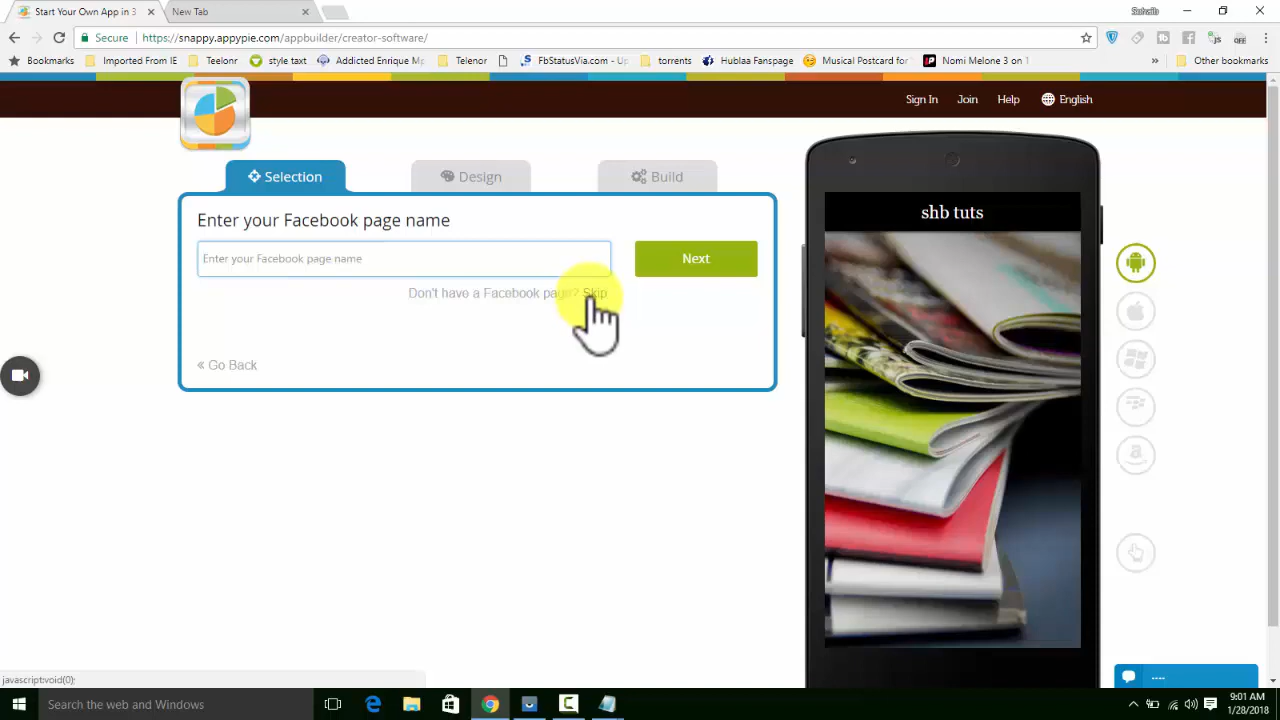 Start Your Own App in 3
New Tab
Sohaib
Secure
https://snappy.appypie.com/appbuilder/creator-software/
Bookmarks
Imported From IE
Teelonr
style taxt
Addicted Enrique M
Telenor
FbStatusVia.com - Up
torrents
Hublaa Fanspage
Musical Postcard for
Nomi Melone 3 on 1
»
Other bookmarks
Sign In
Join
Help
English
Selection
Design
Build
Enter your Facebook page name
Enter your Facebook page name
Next
Don't have a Facebook page? Skip
« Go Back
shb tuts
javascript:void(0);
----
Search the web and Windows
9:01 AM
1/28/2018